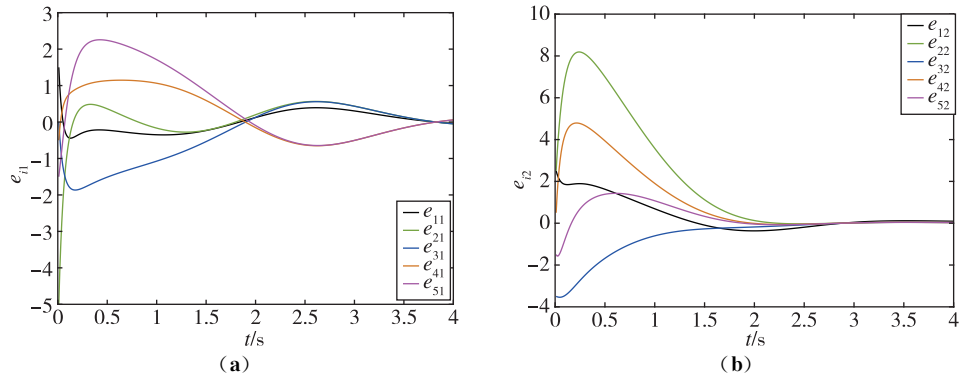 3
2
1
0
-1
-2
-3
-4
-5
e_{i1}
e_{11}
e_{21}
e_{31}
e_{41}
e_{51}
0 0.5 1 1.5 2 2.5 3 3.5 4
t/s
(a)
10
8
6
4
2
0
-2
-4
e_{i2}
e_{12}
e_{22}
e_{32}
e_{42}
e_{52}
0 0.5 1 1.5 2 2.5 3 3.5 4
t/s
(b)